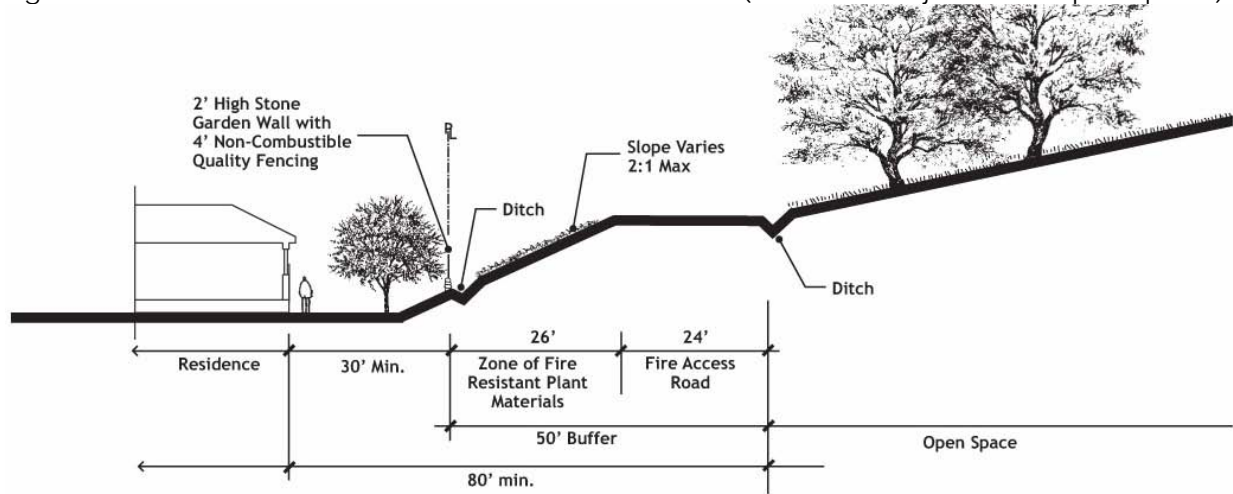 2' High Stone
Garden Wall with
4' Non-Combustible
Quality Fencing
PL
Slope Varies
2:1 Max
Ditch
Ditch
26'
24'
Residence
30' Min.
Zone of Fire
Resistant Plant
Materials
Fire Access
Road
50' Buffer
Open Space
80' min.